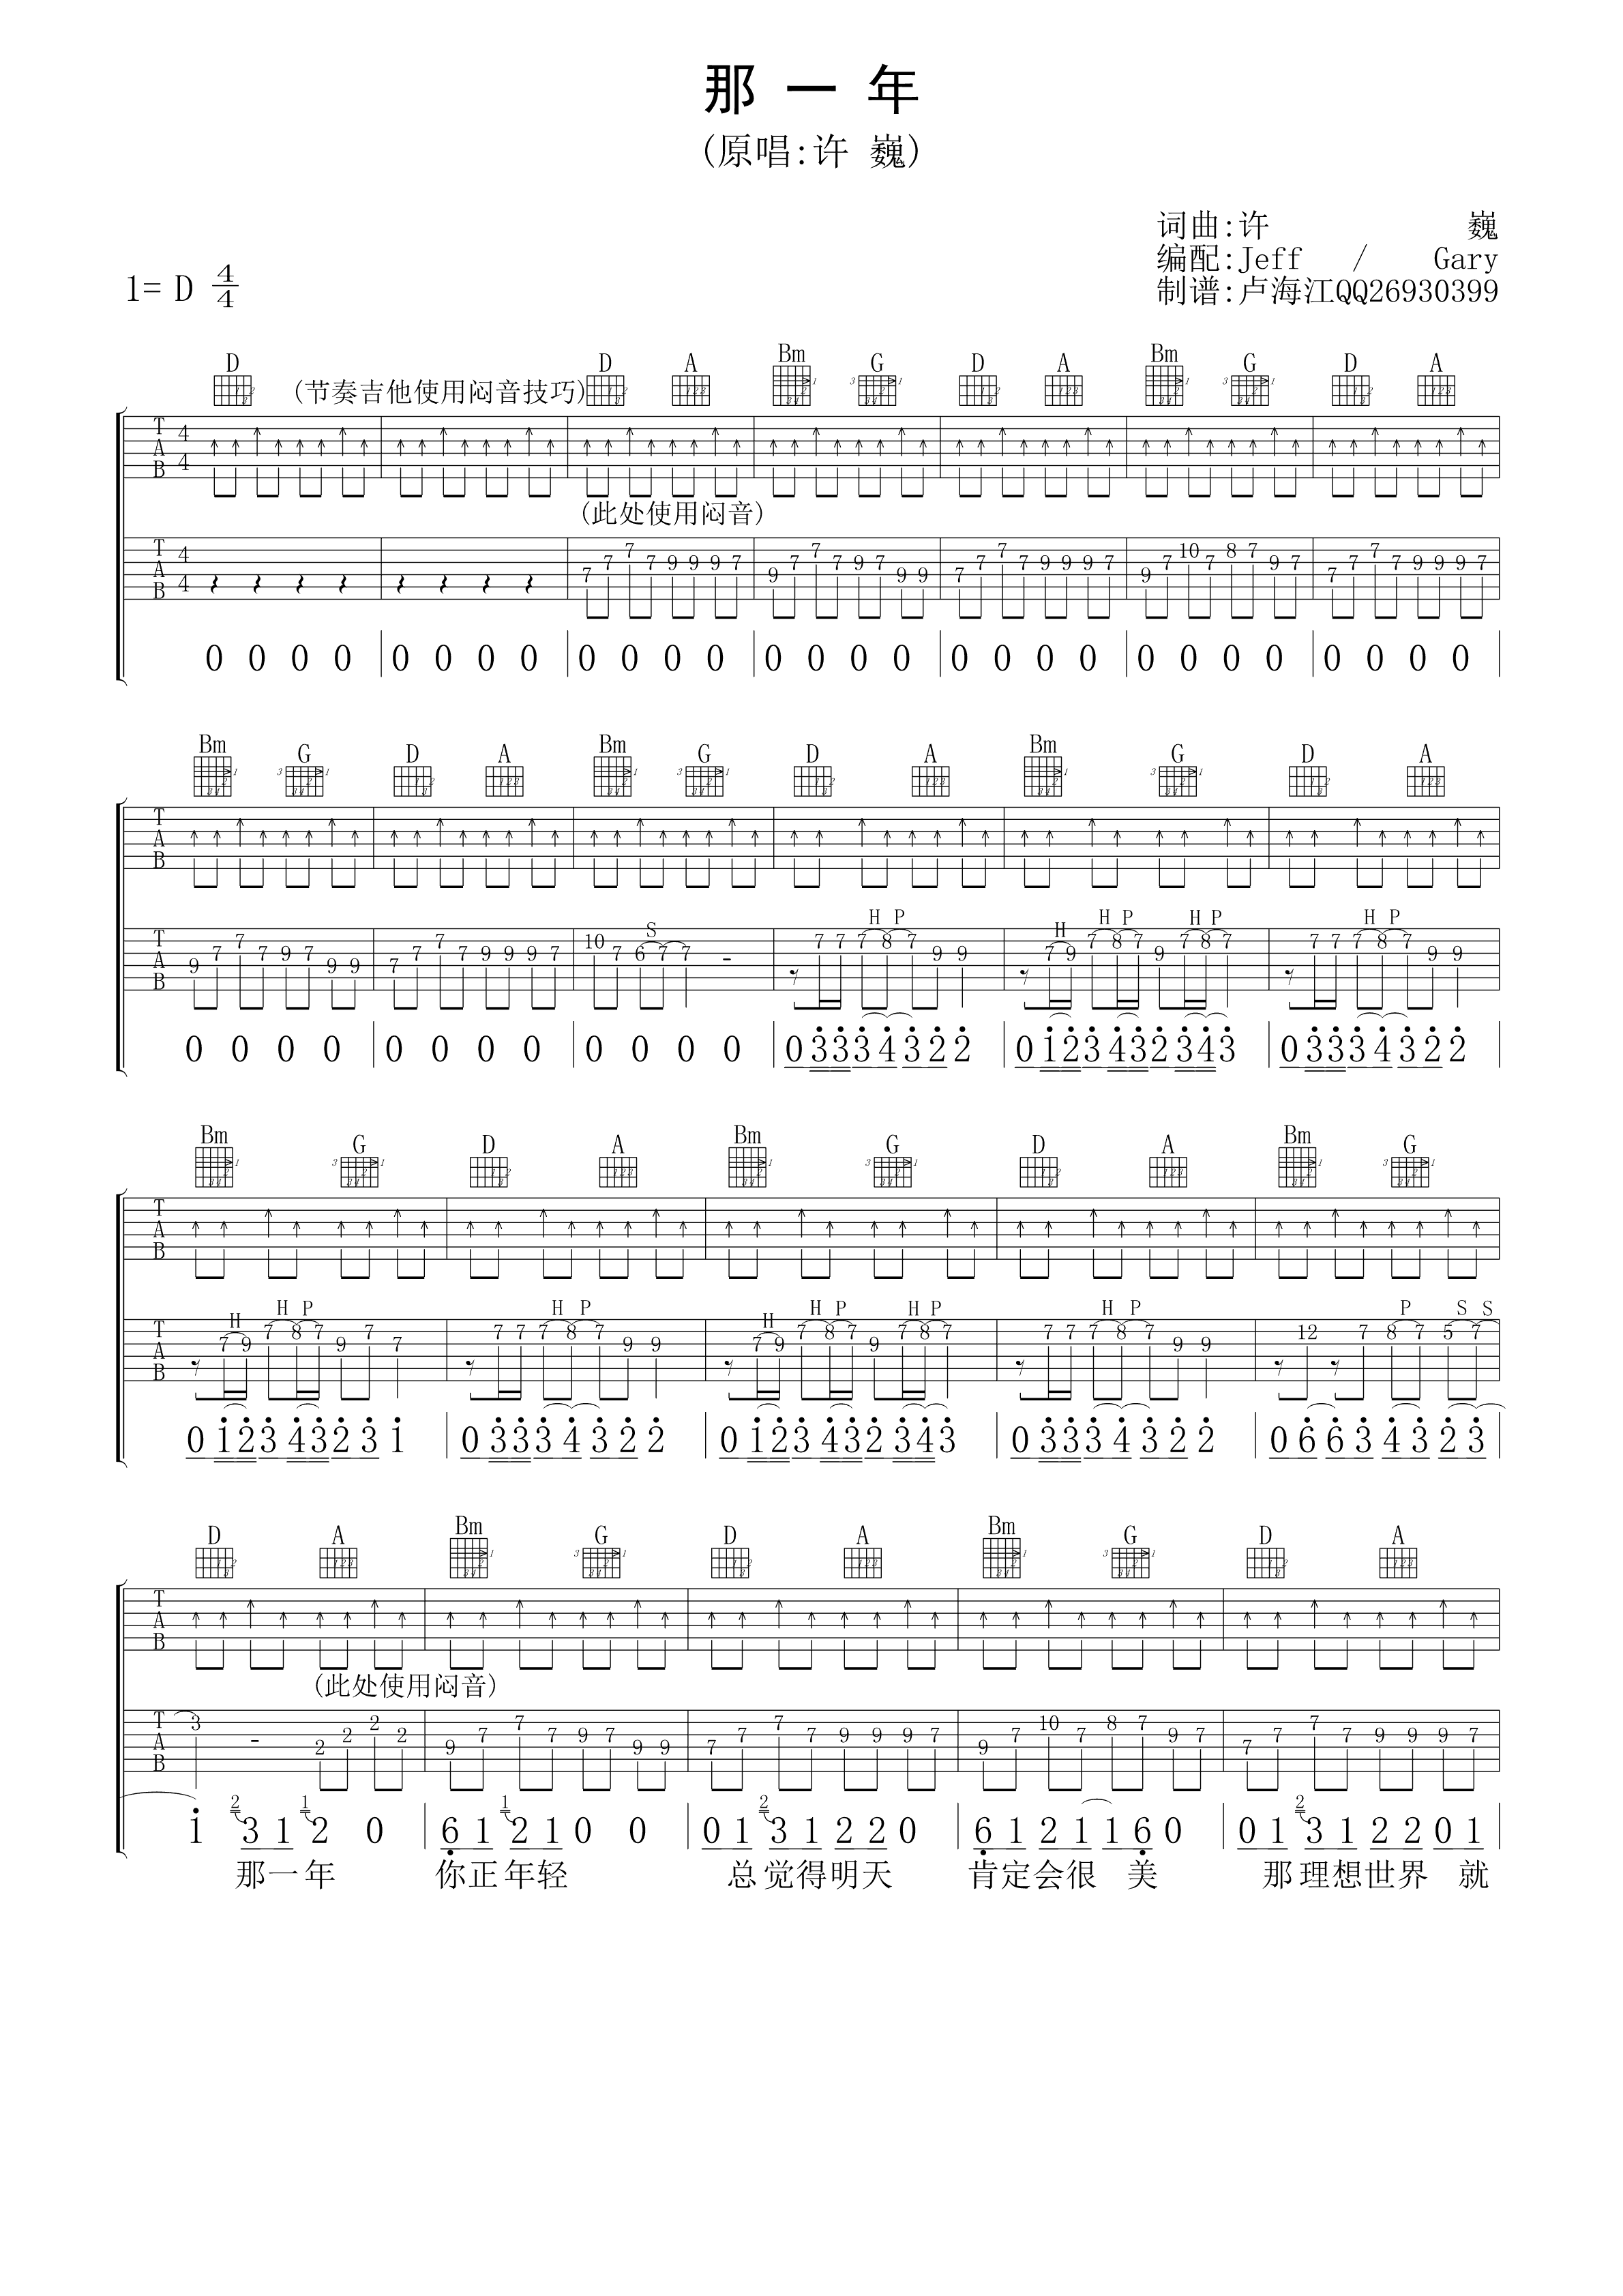 那 一 年
(原唱:许 巍)
词曲:许 巍
编配:Jeff / Gary
制谱:卢海江QQ26930399
1= D 4/4
D (节奏吉他使用闷音技巧) D A Bm G D A Bm G D A
(此处使用闷音)
7 7 7 7 9 9 9 7 9 7 7 7 9 7 9 9 7 7 7 7 9 9 9 7 9 7 10 7 8 7 9 7 7 7 7 7 9 9 9 7
0 0 0 0 0 0 0 0 0 0 0 0 0 0 0 0 0 0 0 0 0 0 0 0 0 0 0 0
Bm G D A Bm G D A Bm G D A
S H P H H P H P H P
9 7 7 7 9 7 9 9 7 7 7 7 9 9 9 7 10 7 6 7 7 - 7 7 7 8 7 9 9 7 9 7 8 7 9 7 8 7 7 7 7 8 7 9 9
0 0 0 0 0 0 0 0 0 0 0 0 0 3 3 3 4 3 2 2 0 1 2 3 4 3 2 3 4 3 0 3 3 3 4 3 2 2
Bm G D A Bm G D A Bm G
H H P H P H H P H P H P P S S
7 9 7 8 7 9 7 7 7 7 7 8 7 9 9 7 9 7 8 7 9 7 8 7 7 7 7 8 7 9 9 12 7 8 7 5 7
0 1 2 3 4 3 2 3 1 0 3 3 3 4 3 2 2 0 1 2 3 4 3 2 3 4 3 0 3 3 3 4 3 2 2 0 6 6 3 4 3 2 3
D A Bm G D A Bm G D A
(此处使用闷音)
3 - 2 2 2 2 9 7 7 7 9 7 9 9 7 7 7 7 9 9 9 7 9 7 10 7 8 7 9 7 7 7 7 7 9 9 9 7
1 2 3 1 1 2 0 6 1 1 2 1 0 0 0 1 2 3 1 2 2 0 6 1 2 1 1 6 0 0 1 2 3 1 2 2 0 1
那一年 你正年轻 总觉得明天 肯定会很 美 那理想世界 就